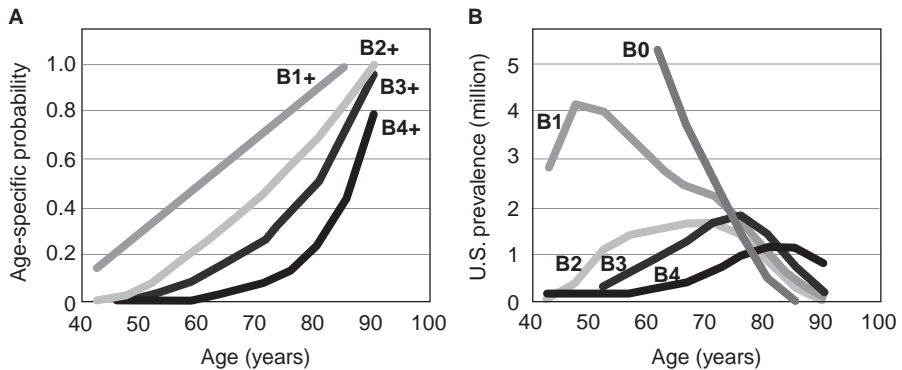 A
Age-specific probability
1.0
0.8
0.6
0.4
0.2
0
B1+
B2+
B3+
B4+
40 50 60 70 80 90 100
Age (years)
B
U.S. prevalence (million)
5
4
3
2
1
0
B0
B1
B2
B3
B4
40 50 60 70 80 90 100
Age (years)